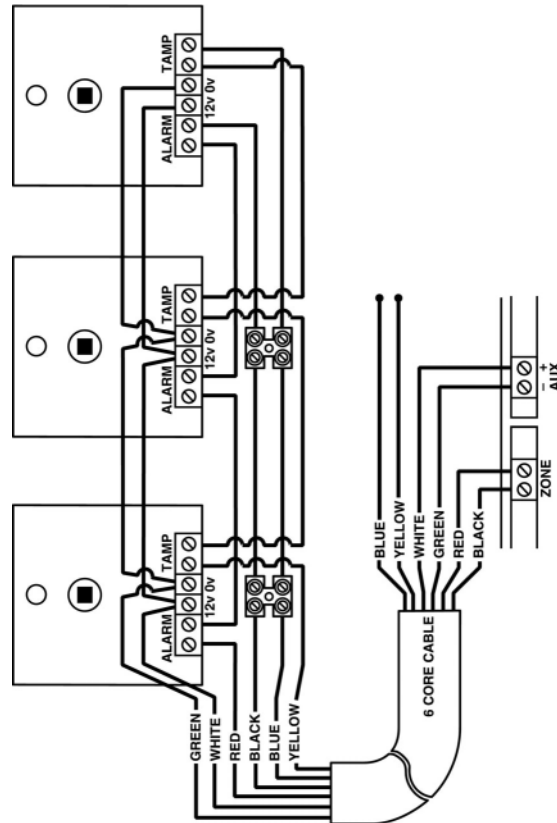 TAMP
12v 0v
ALARM
TAMP
12v 0v
ALARM
TAMP
12v 0v
ALARM
GREEN
WHITE
RED
BLACK
BLUE
YELLOW
BLUE
YELLOW
WHITE
GREEN
RED
BLACK
6 CORE CABLE
- +
AUX
ZONE